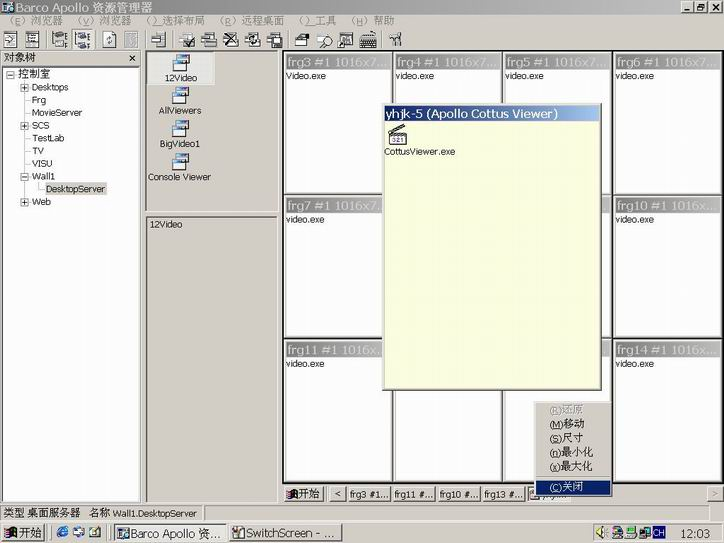 Barco Apollo 资源管理器
(E) 浏览器 (V) 浏览器 (_) 选择布局 (R) 远程桌面 (_) 工具 (H) 帮助
对象树
控制室
Desktops
Frg
MovieServer
SCS
TestLab
TV
VISU
Wall1
DesktopServer
Web
12Video
AllViewers
BigVideo1
Console Viewer
12Video
frg3 #1 1016x7...
Video.exe
frg4 #1 1016x7...
video.exe
frg5 #1 1016x7...
video.exe
frg6 #1 1016x...
video.exe
yhjk-5 (Apollo Cottus Viewer)
321
CottusViewer.exe
frg7 #1 1016x7...
video.exe
frg10 #1 1016...
video.exe
frg11 #1 1016x...
video.exe
frg14 #1 1016...
video.exe
(R)还原
(M)移动
(S)尺寸
(n)最小化
(x)最大化
(C)关闭
开始 < frg3 #1... frg11 #... frg10 #... frg13 #... >
类型 桌面服务器 名称 Wall1.DesktopServer
开始 Barco Apollo 资... SwitchScreen - ... CH 12:03